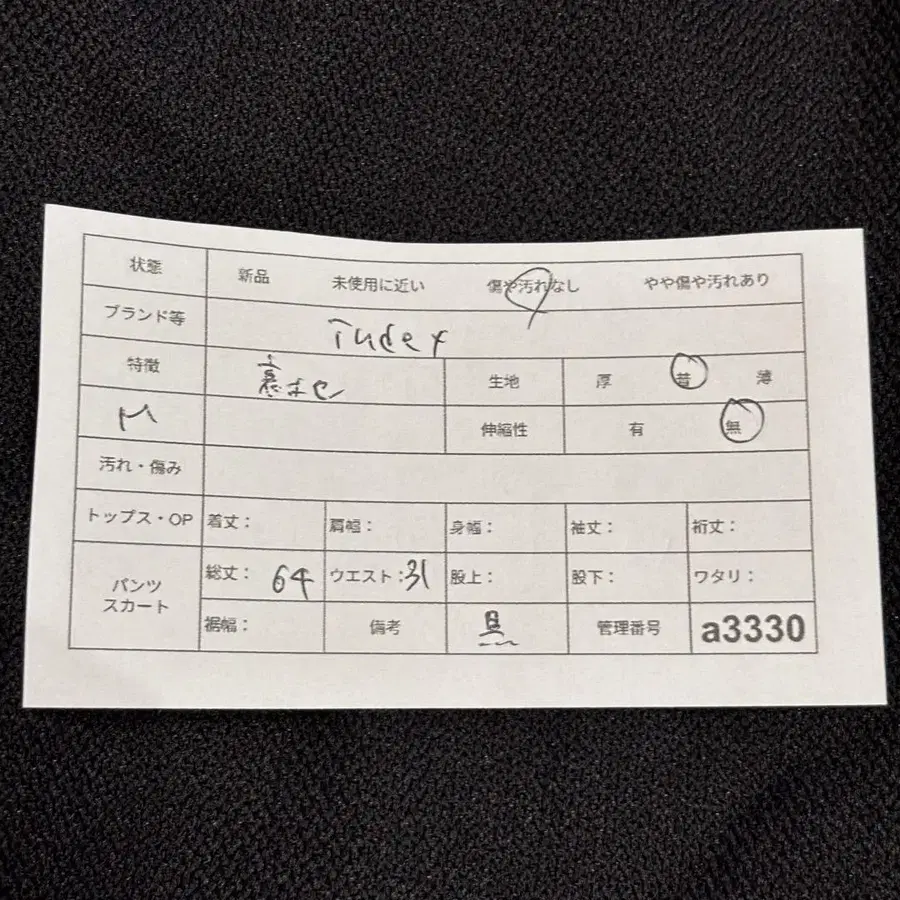 状態 新品 未使用に近い 傷や汚れなし やや傷や汚れあり
ブランド等 index
特徴 生地 厚 普 薄
M 伸縮性 有 無
汚れ・傷み
トップス・OP 着丈: 肩幅: 身幅: 袖丈: 裄丈:
パンツ スカート 総丈: 64 ウエスト:31 股上: 股下: ワタリ:
裾幅: 備考 黒 管理番号 a3330